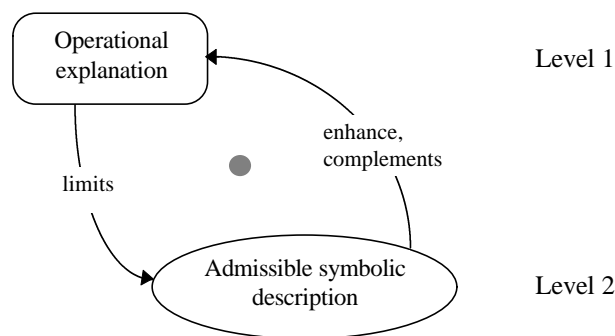 Operational
explanation
Level 1
enhance,
complements
limits
Admissible symbolic
description
Level 2